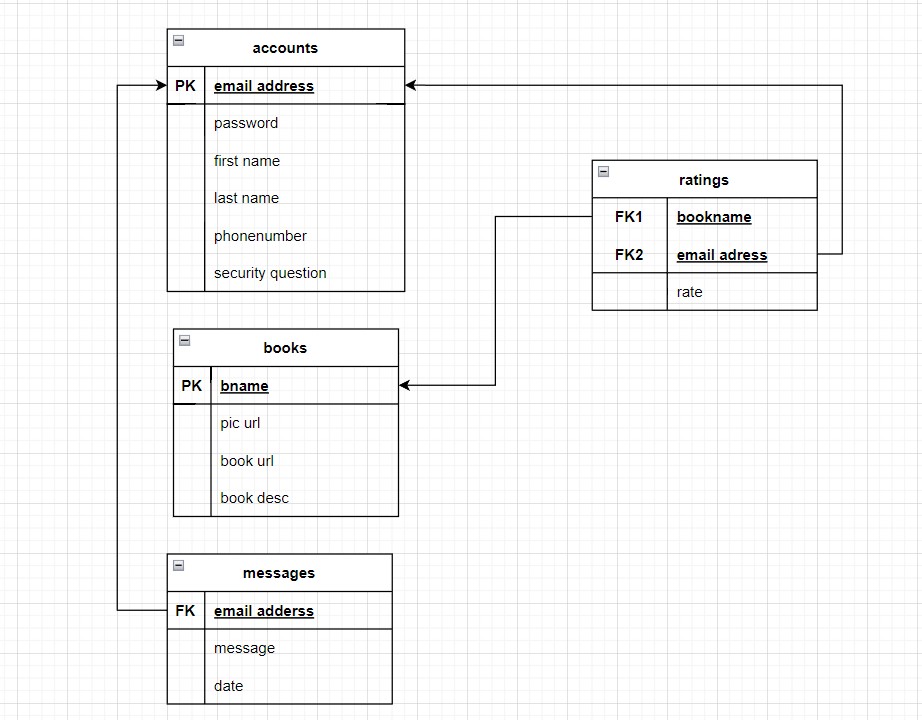 accounts
PK email address
password
first name
last name
phonenumber
security question
ratings
FK1 bookname
FK2 email adress
rate
books
PK bname
pic url
book url
book desc
messages
FK email adderss
message
date